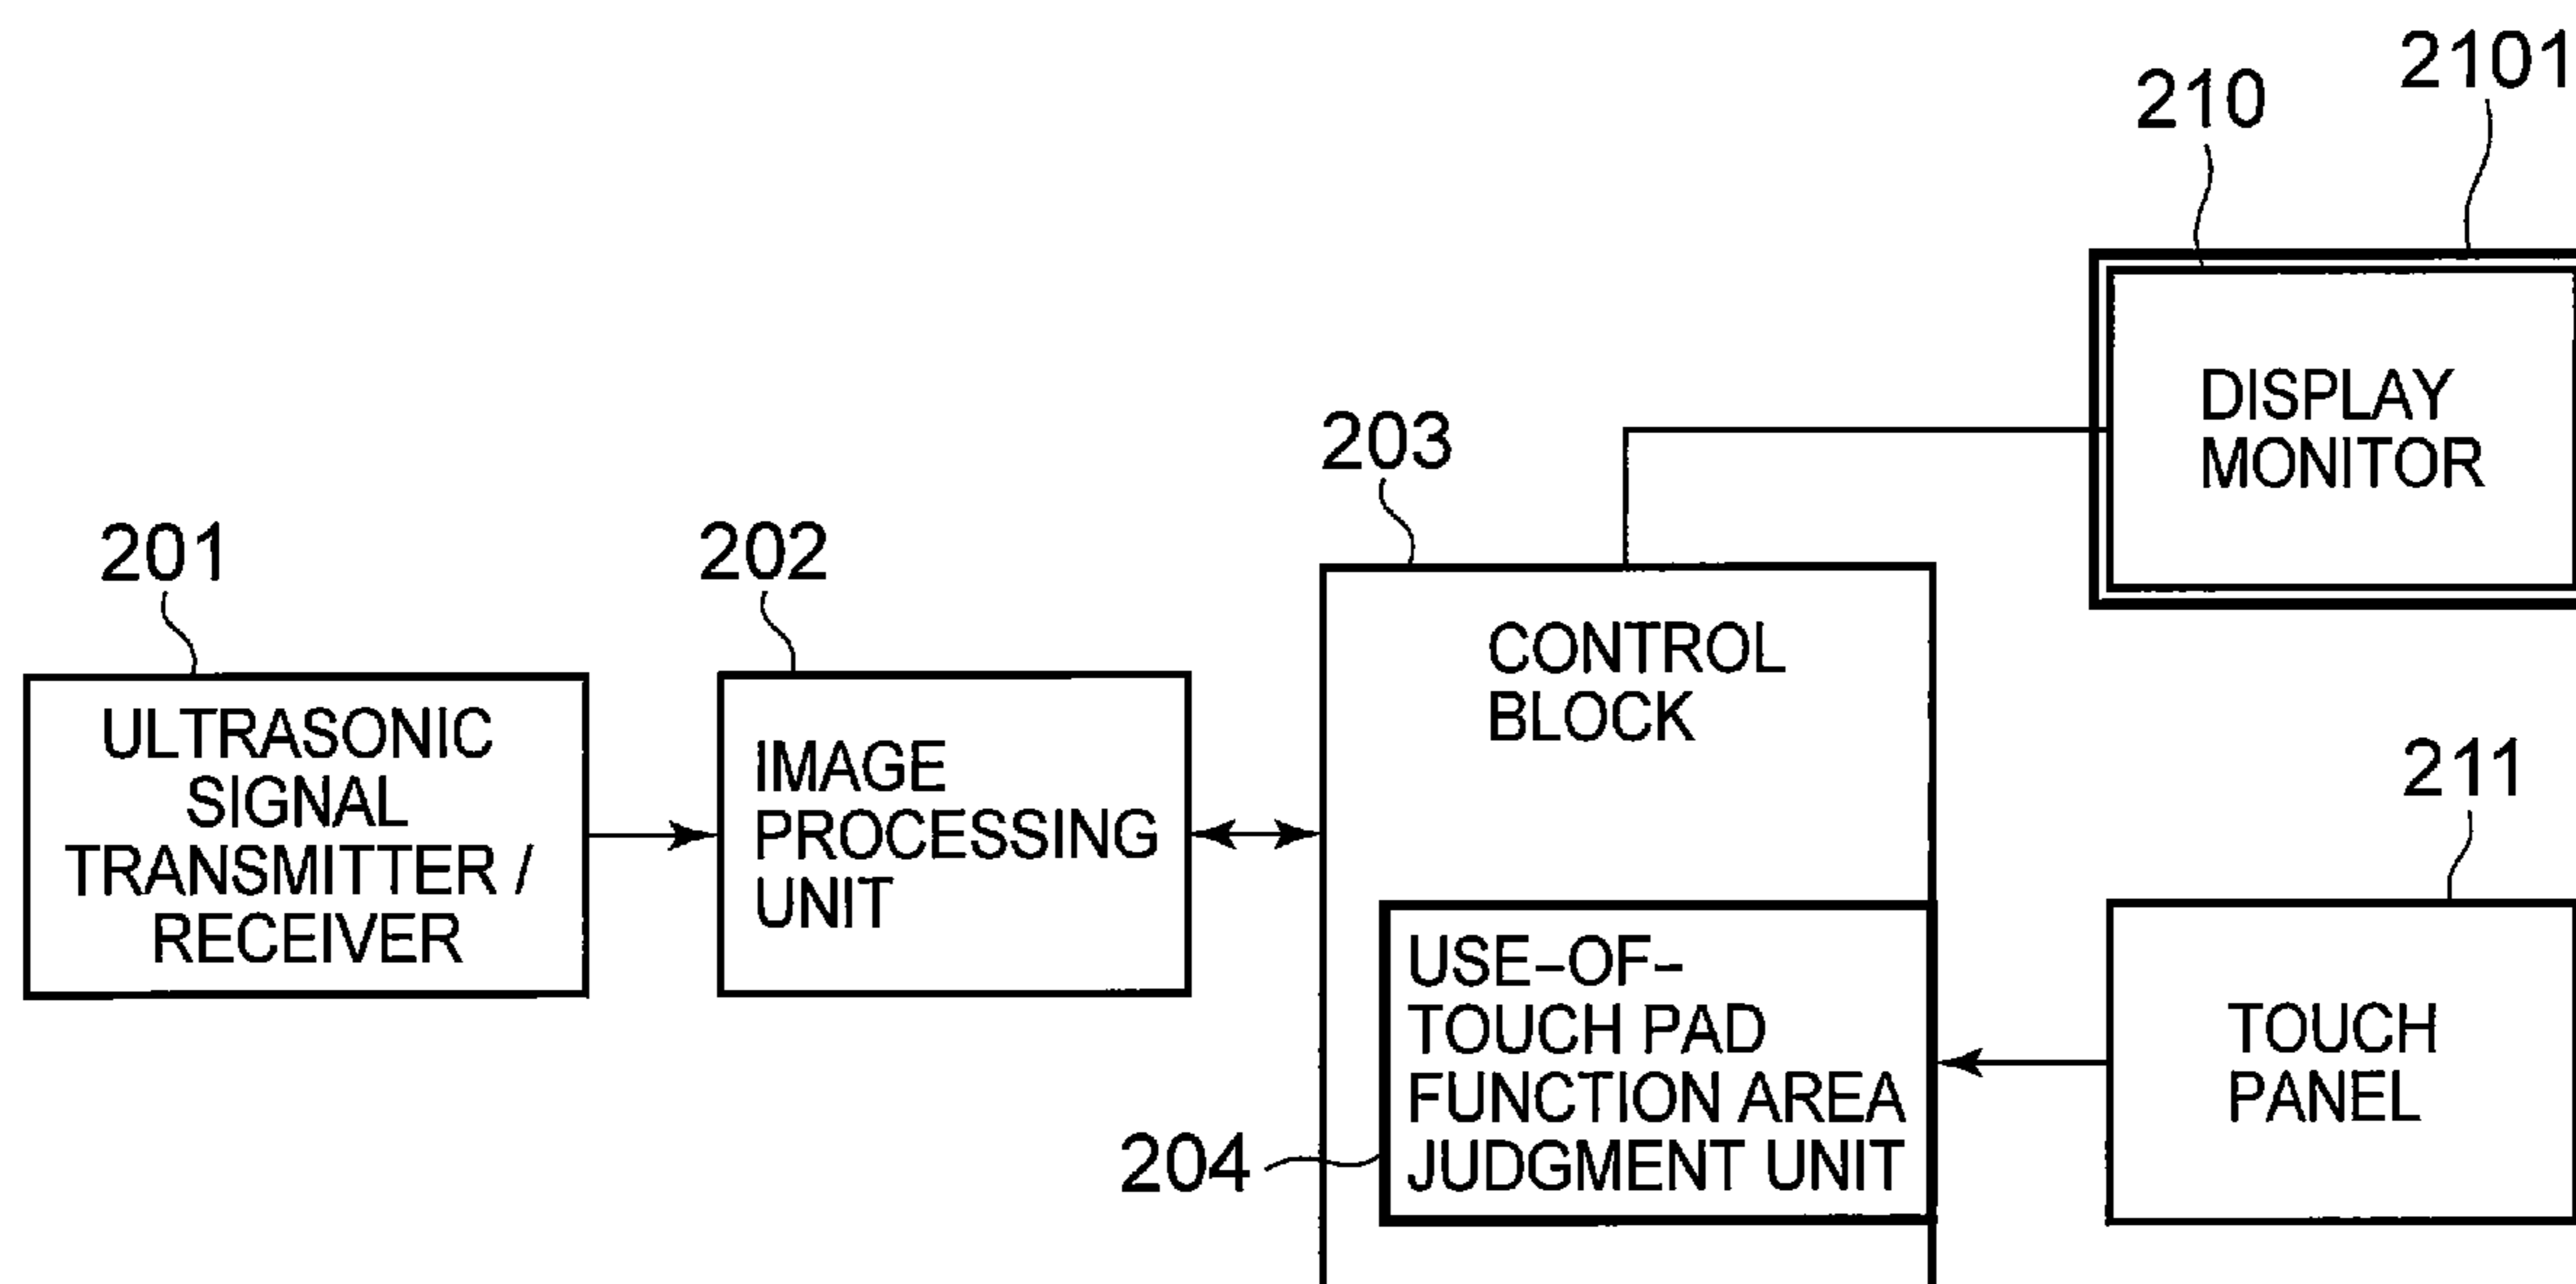 2101
210
DISPLAY
MONITOR
203
CONTROL
BLOCK
201
ULTRASONIC
SIGNAL
TRANSMITTER /
RECEIVER
202
IMAGE
PROCESSING
UNIT
USE-OF-
TOUCH PAD
FUNCTION AREA
JUDGMENT UNIT
204
211
TOUCH
PANEL